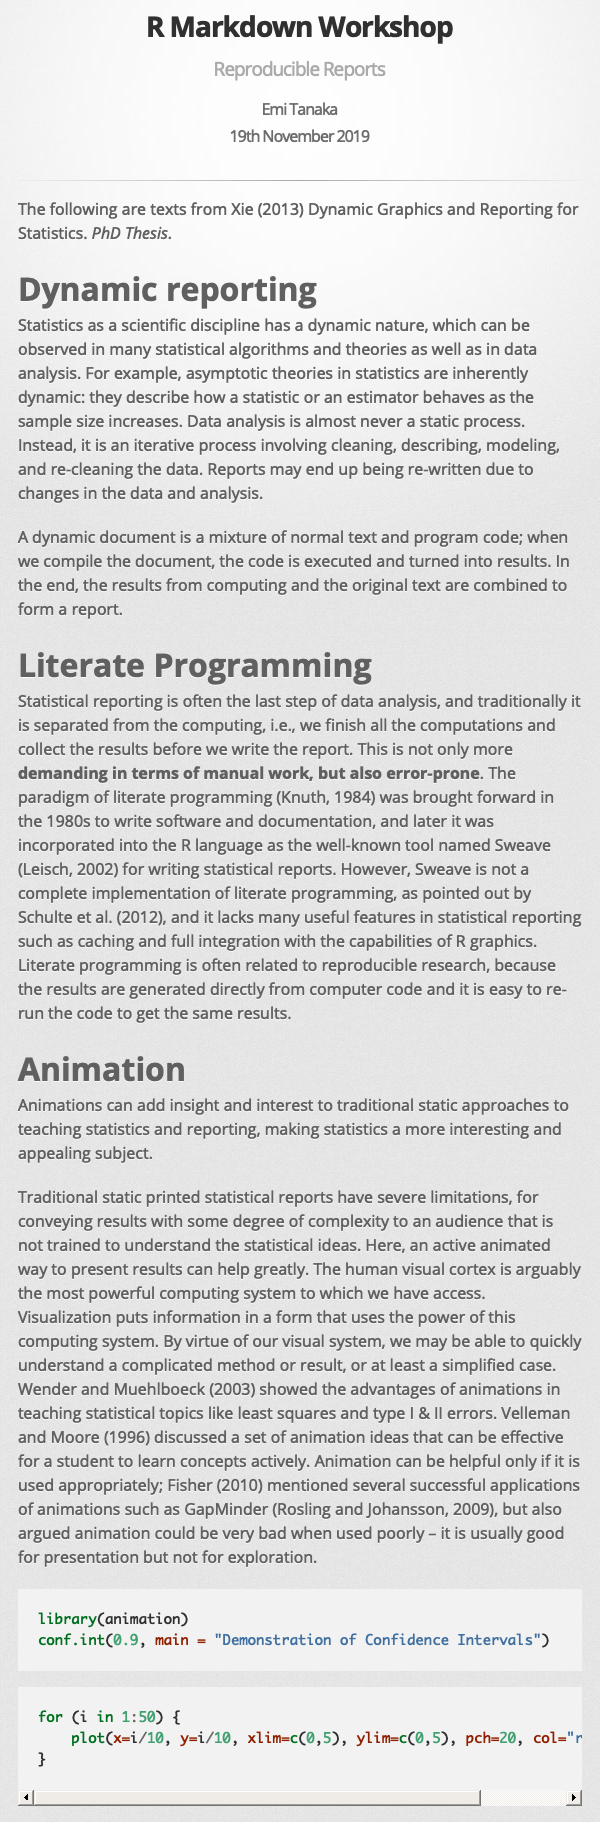 R Markdown Workshop
Reproducible Reports
Emi Tanaka
19th November 2019
The following are texts from Xie (2013) Dynamic Graphics and Reporting for
Statistics. PhD Thesis.
Dynamic reporting
Statistics as a scientific discipline has a dynamic nature, which can be
observed in many statistical algorithms and theories as well as in data
analysis. For example, asymptotic theories in statistics are inherently
dynamic: they describe how a statistic or an estimator behaves as the
sample size increases. Data analysis is almost never a static process.
Instead, it is an iterative process involving cleaning, describing, modeling,
and re-cleaning the data. Reports may end up being re-written due to
changes in the data and analysis.
A dynamic document is a mixture of normal text and program code; when
we compile the document, the code is executed and turned into results. In
the end, the results from computing and the original text are combined to
form a report.
Literate Programming
Statistical reporting is often the last step of data analysis, and traditionally it
is separated from the computing, i.e., we finish all the computations and
collect the results before we write the report. This is not only more
demanding in terms of manual work, but also error-prone. The
paradigm of literate programming (Knuth, 1984) was brought forward in
the 1980s to write software and documentation, and later it was
incorporated into the R language as the well-known tool named Sweave
(Leisch, 2002) for writing statistical reports. However, Sweave is not a
complete implementation of literate programming, as pointed out by
Schulte et al. (2012), and it lacks many useful features in statistical reporting
such as caching and full integration with the capabilities of R graphics.
Literate programming is often related to reproducible research, because
the results are generated directly from computer code and it is easy to re-
run the code to get the same results.
Animation
Animations can add insight and interest to traditional static approaches to
teaching statistics and reporting, making statistics a more interesting and
appealing subject.
Traditional static printed statistical reports have severe limitations, for
conveying results with some degree of complexity to an audience that is
not trained to understand the statistical ideas. Here, an active animated
way to present results can help greatly. The human visual cortex is arguably
the most powerful computing system to which we have access.
Visualization puts information in a form that uses the power of this
computing system. By virtue of our visual system, we may be able to quickly
understand a complicated method or result, or at least a simplified case.
Wender and Muehlboeck (2003) showed the advantages of animations in
teaching statistical topics like least squares and type I & II errors. Velleman
and Moore (1996) discussed a set of animation ideas that can be effective
for a student to learn concepts actively. Animation can be helpful only if it is
used appropriately; Fisher (2010) mentioned several successful applications
of animations such as GapMinder (Rosling and Johansson, 2009), but also
argued animation could be very bad when used poorly – it is usually good
for presentation but not for exploration.
library(animation)
conf.int(0.9, main = "Demonstration of Confidence Intervals")
for (i in 1:50) {
    plot(x=i/10, y=i/10, xlim=c(0,5), ylim=c(0,5), pch=20, col="r
}